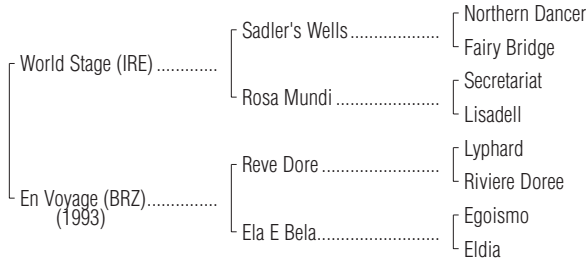 Northern Dancer
Sadler's Wells......................
Fairy Bridge
World Stage (IRE) .............
Secretariat
Rosa Mundi .........................
Lisadell
Lyphard
Reve Dore ...........................
Riviere Doree
En Voyage (BRZ)...............
(1993)
Egoismo
Ela E Bela............................
Eldia